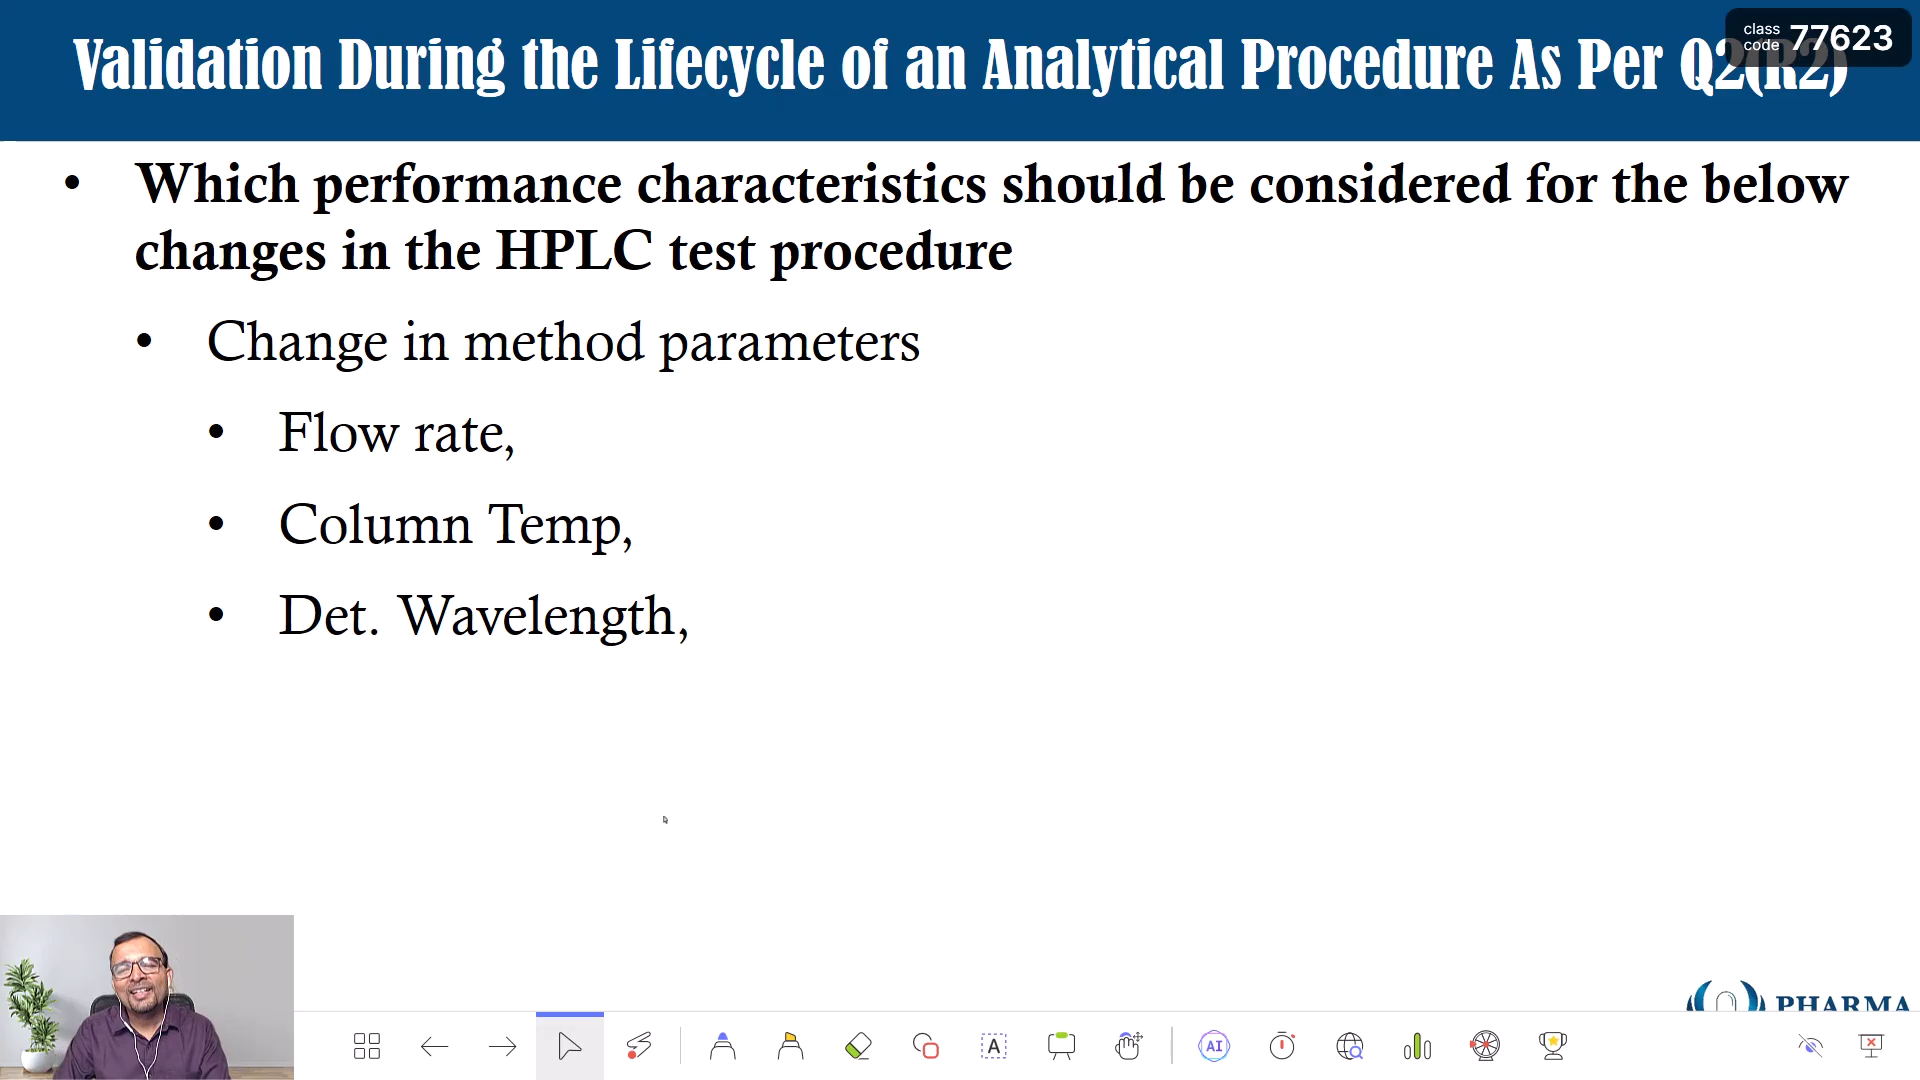 Validation During the Lifecycle of an Analytical Procedure As Per Q2(R2)
class code 77623
• Which performance characteristics should be considered for the below
changes in the HPLC test procedure
• Change in method parameters
• Flow rate,
• Column Temp,
• Det. Wavelength,
PHARMA
A
AI